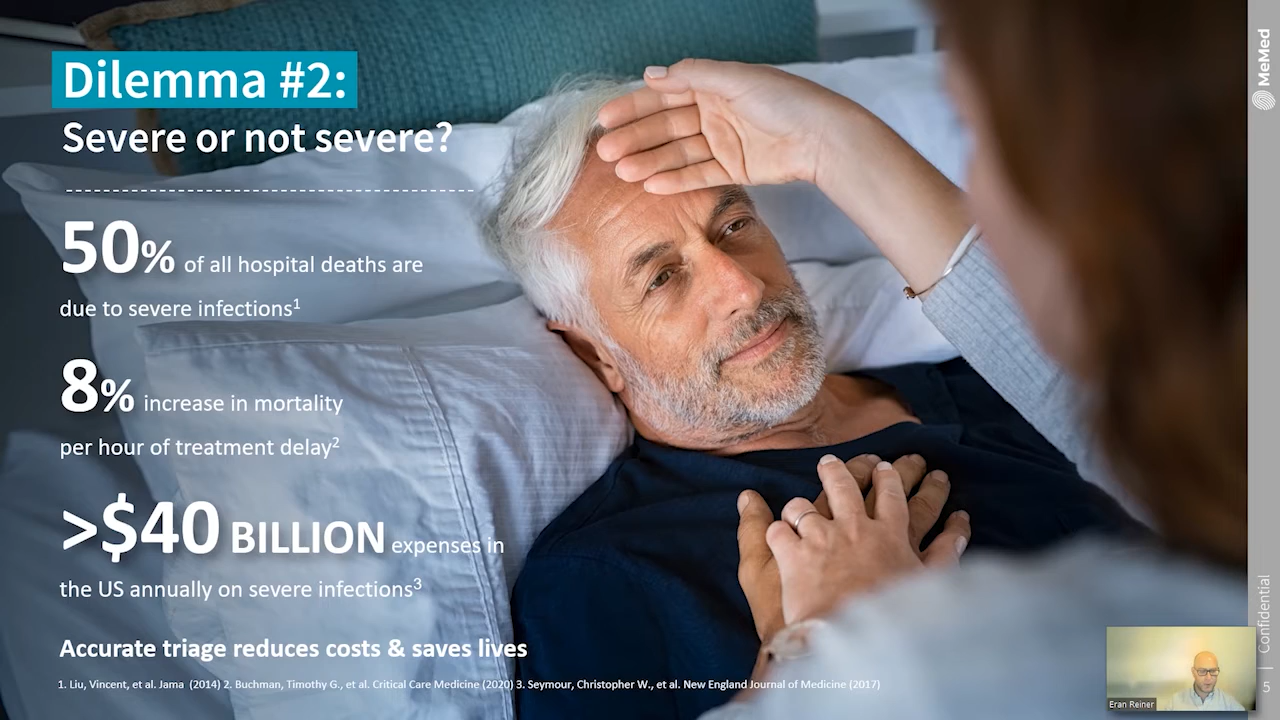 Dilemma #2:
Severe or not severe?
50% of all hospital deaths are
due to severe infections1
8% increase in mortality
per hour of treatment delay2
>$40 BILLION expenses in
the US annually on severe infections3
Accurate triage reduces costs & saves lives
1. Liu, Vincent, et al. Jama (2014) 2. Buchman, Timothy G., et al. Critical Care Medicine (2020) 3. Seymour, Christopher W., et al. New England Journal of Medicine (2017)
MeMed
5 | Confidential
Eran Reiner